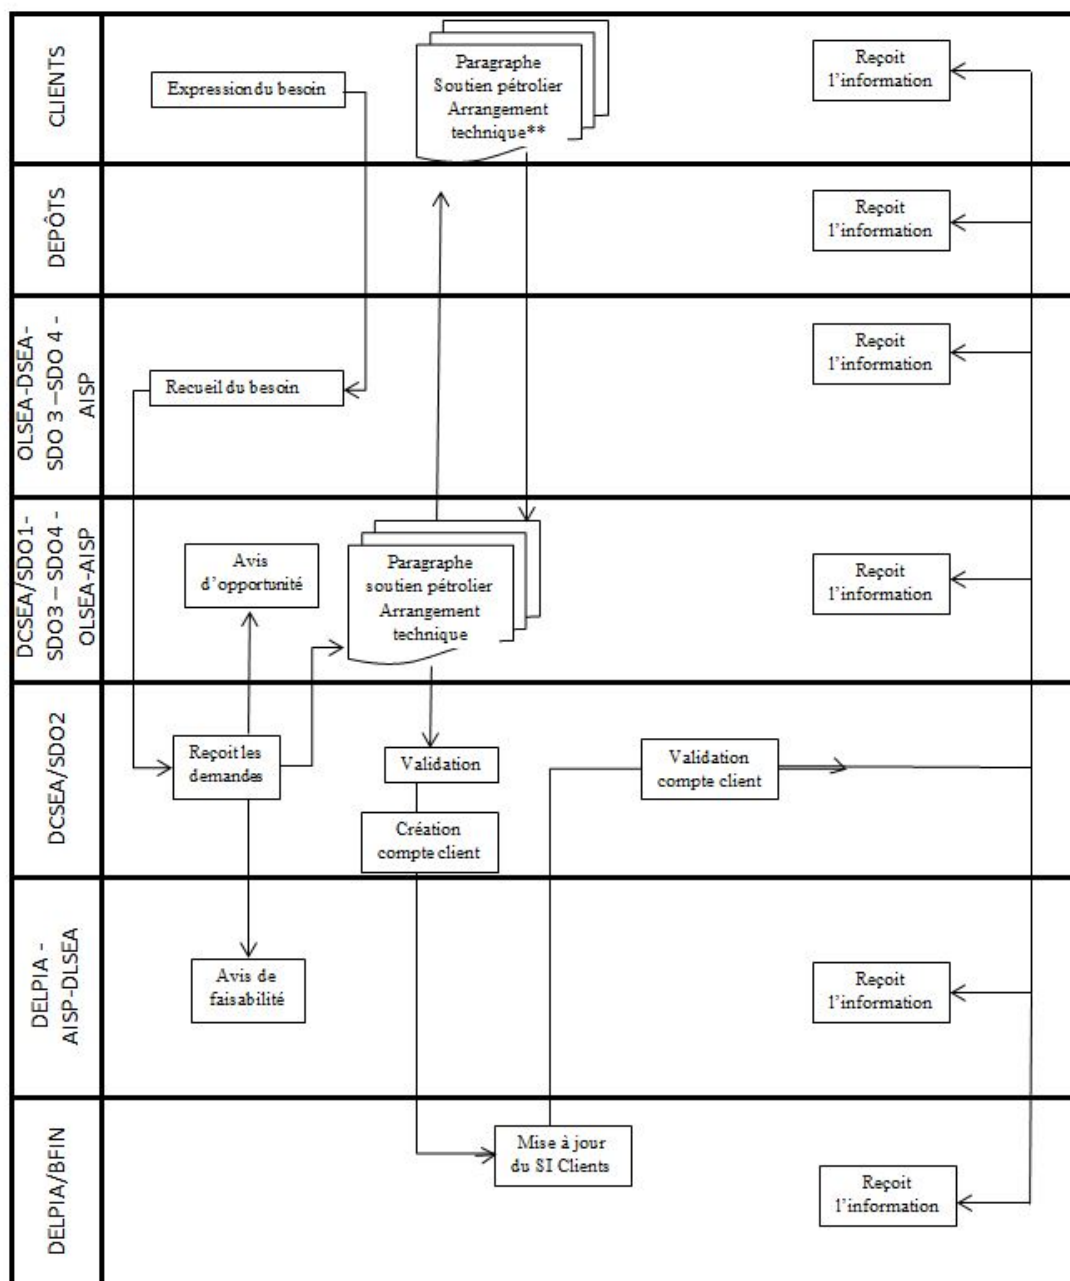 CLIENTS
Expression du besoin
Paragraphe
Soutien pétrolier
Arrangement
technique**
Reçoit
l'information
DEPÔTS
Reçoit
l'information
OLSEA-DSEA-
SDO 3 – SDO 4 -
AISP
Recueil du besoin
Reçoit
l'information
DCSEA/SDO1-
SDO3 – SDO4 -
OLSEA-AISP
Avis
d'opportunité
Paragraphe
soutien pétrolier
Arrangement
technique
Reçoit
l'information
DCSEA/SDO2
Reçoit les
demandes
Validation
Création
compte client
Validation
compte client
DELPIA -
AISP-DLSEA
Avis de
faisabilité
Reçoit
l'information
DELPIA/BFIN
Mise à jour
du SI Clients
Reçoit
l'information